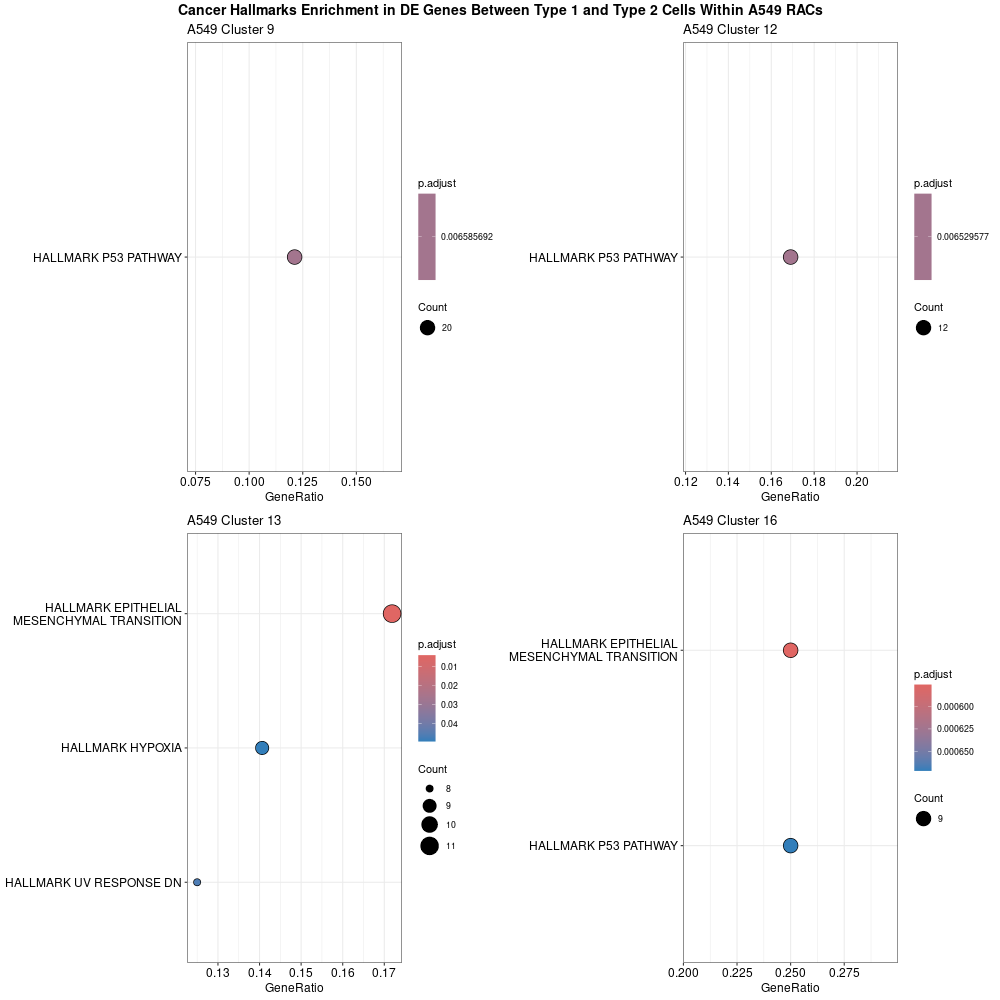 Cancer Hallmarks Enrichment in DE Genes Between Type 1 and Type 2 Cells Within A549 RACs
A549 Cluster 9
HALLMARK P53 PATHWAY
0.075 0.100 0.125 0.150
GeneRatio
p.adjust
0.006585692
Count
20
A549 Cluster 12
HALLMARK P53 PATHWAY
0.12 0.14 0.16 0.18 0.20
GeneRatio
p.adjust
0.006529577
Count
12
A549 Cluster 13
HALLMARK EPITHELIAL
MESENCHYMAL TRANSITION
HALLMARK HYPOXIA
HALLMARK UV RESPONSE DN
0.13 0.14 0.15 0.16 0.17
GeneRatio
p.adjust
0.01
0.02
0.03
0.04
Count
8
9
10
11
A549 Cluster 16
HALLMARK EPITHELIAL
MESENCHYMAL TRANSITION
HALLMARK P53 PATHWAY
0.200 0.225 0.250 0.275
GeneRatio
p.adjust
0.000600
0.000625
0.000650
Count
9